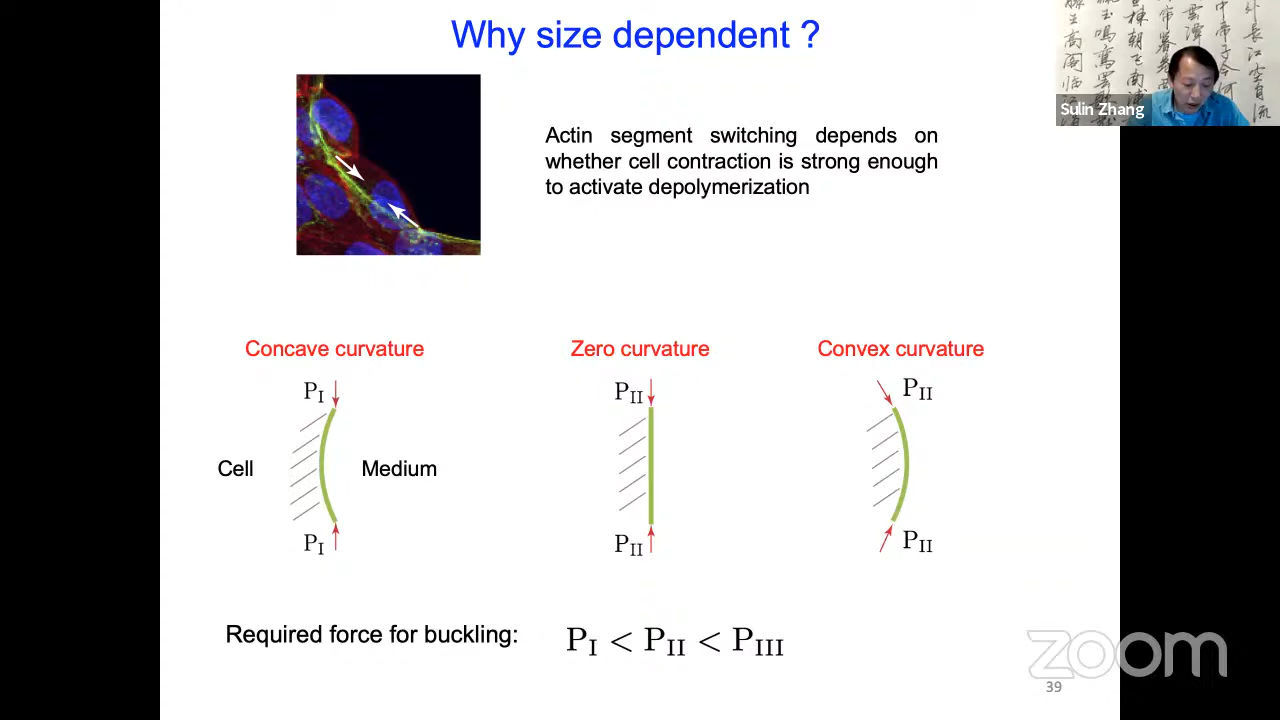 Why size dependent ?
Sulin Zhang
Actin segment switching depends on
whether cell contraction is strong enough
to activate depolymerization
Concave curvature
Zero curvature
Convex curvature
P_I
P_II
P_II
Cell
Medium
P_I
P_II
P_II
Required force for buckling:
P_I < P_II < P_III
zoom
39